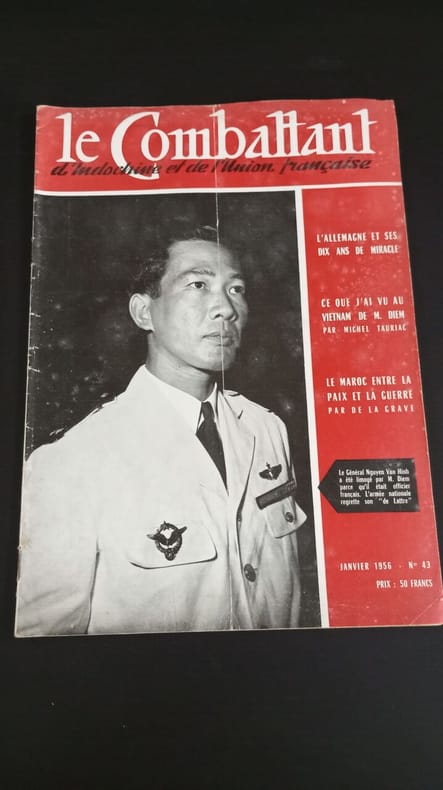 le Combattant
d'Indochine et de l'Union française
L'ALLEMAGNE ET SES
DIX ANS DE MIRACLE
CE QUE J'AI VU AU
VIETNAM DE M. DIEM
PAR MICHEL TAURIAC
LE MAROC ENTRE LA
PAIX ET LA GUERRE
PAR DE LA GRAVE
Le Général Nguyen Van Hinh
a été limogé par M. Diem
parce qu'il était officier
français. L'armée nationale
regrette son "de Lattre"
JANVIER 1956 - No 43
PRIX : 50 FRANCS